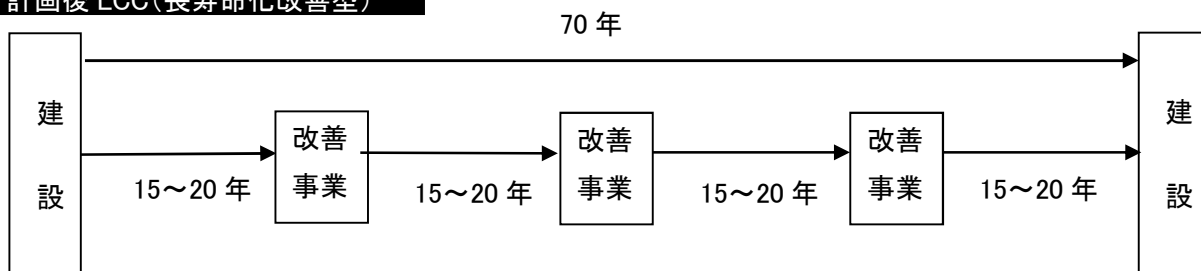 計画後 LCC(長寿命化改善型)
70 年
建設
改善事業
改善事業
改善事業
建設
15～20 年
15～20 年
15～20 年
15～20 年